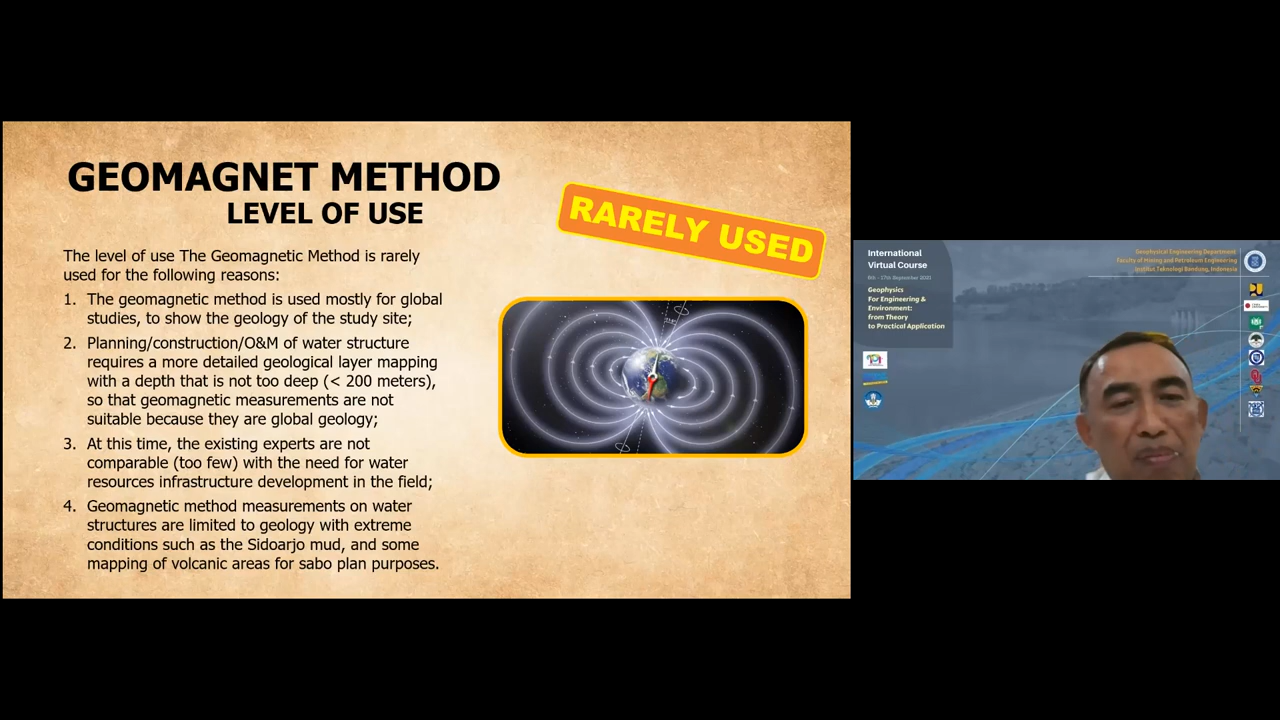 GEOMAGNET METHOD
LEVEL OF USE
RARELY USED
The level of use The Geomagnetic Method is rarely
used for the following reasons:
1. The geomagnetic method is used mostly for global
studies, to show the geology of the study site;
2. Planning/construction/O&M of water structure
requires a more detailed geological layer mapping
with a depth that is not too deep (< 200 meters),
so that geomagnetic measurements are not
suitable because they are global geology;
3. At this time, the existing experts are not
comparable (too few) with the need for water
resources infrastructure development in the field;
4. Geomagnetic method measurements on water
structures are limited to geology with extreme
conditions such as the Sidoarjo mud, and some
mapping of volcanic areas for sabo plan purposes.
International
Virtual Course
6th - 17th September 2021
Geophysics
For Engineering &
Environment:
from Theory
to Practical Application
Geophysical Engineering Department
Faculty of Mining and Petroleum Engineering
Institut Teknologi Bandung, Indonesia